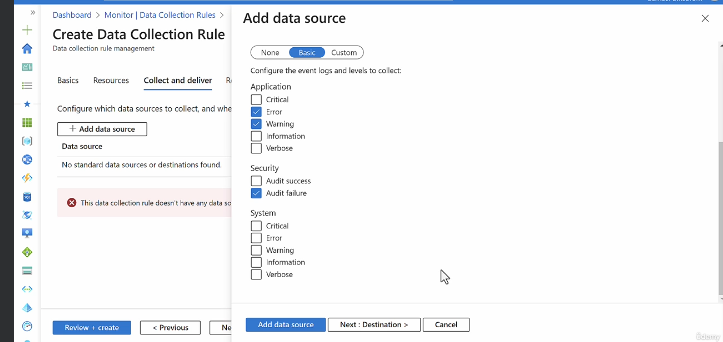 Dashboard > Monitor | Data Collection Rules >
Create Data Collection Rule
Data collection rule management
Basics Resources Collect and deliver
Configure which data sources to collect, and whe
+ Add data source
Data source
No standard data sources or destinations found.
This data collection rule doesn't have any data so
Review + create < Previous Ne
Add data source
None Basic Custom
Configure the event logs and levels to collect:
Application
Critical
Error
Warning
Information
Verbose
Security
Audit success
Audit failure
System
Critical
Error
Warning
Information
Verbose
Add data source Next : Destination > Cancel
Udemy